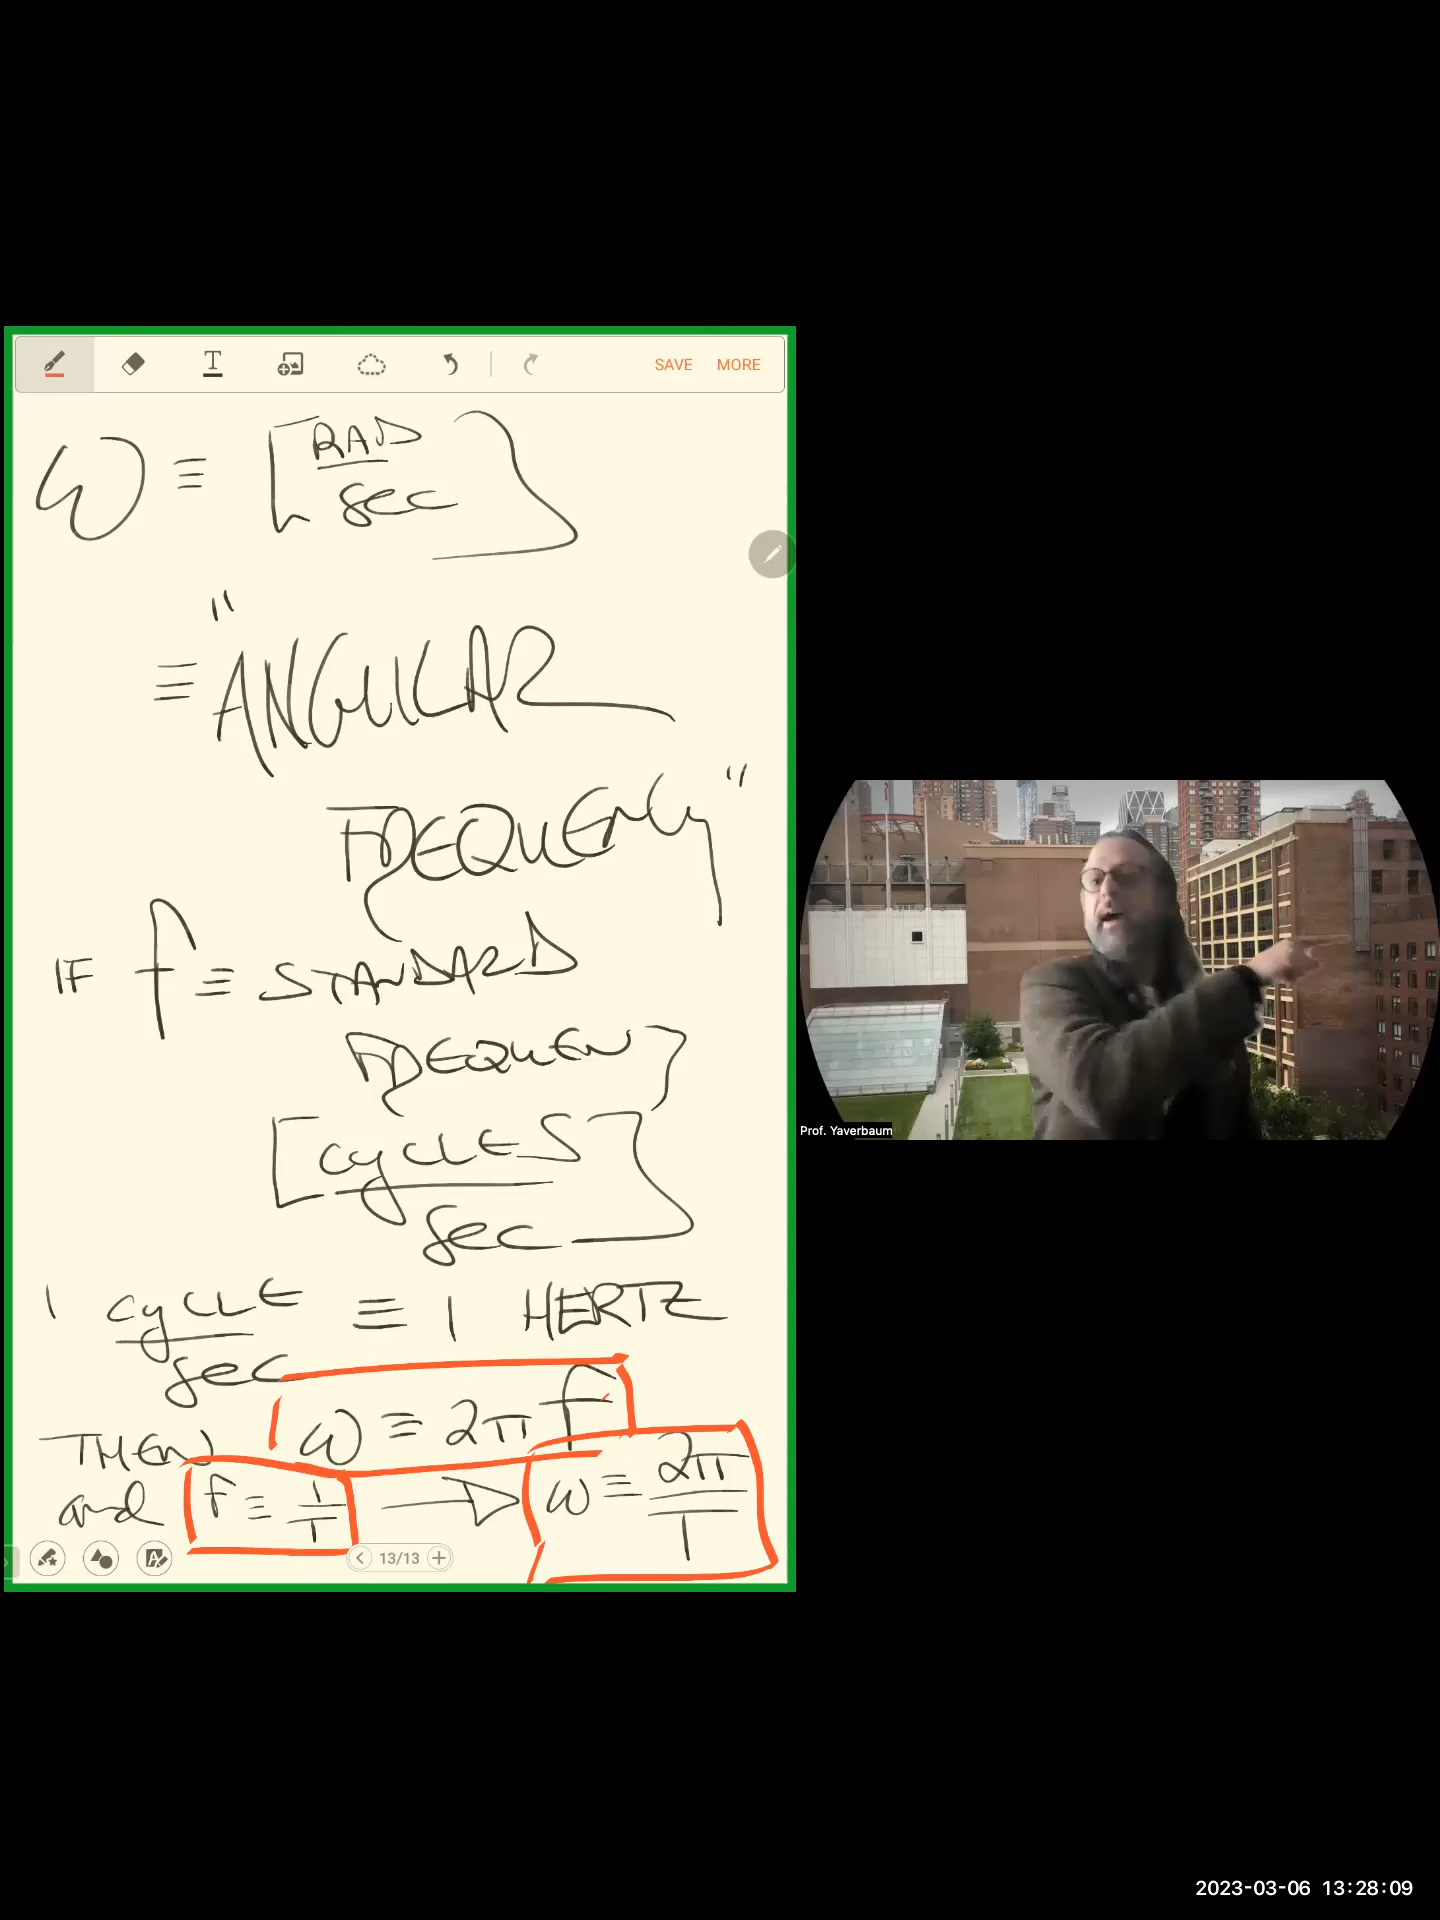 SAVE MORE
ω ≡ [RAD/sec]
≡ "ANGULAR
FREQUENCY"
IF f ≡ STANDARD
FREQUENCY
[CYCLES/sec]
1 CYCLE/sec ≡ 1 HERTZ
THEN ω ≡ 2π f
and f ≡ 1/T → ω ≡ 2π/T
13/13
Prof. Yaverbaum
2023-03-06 13:28:09